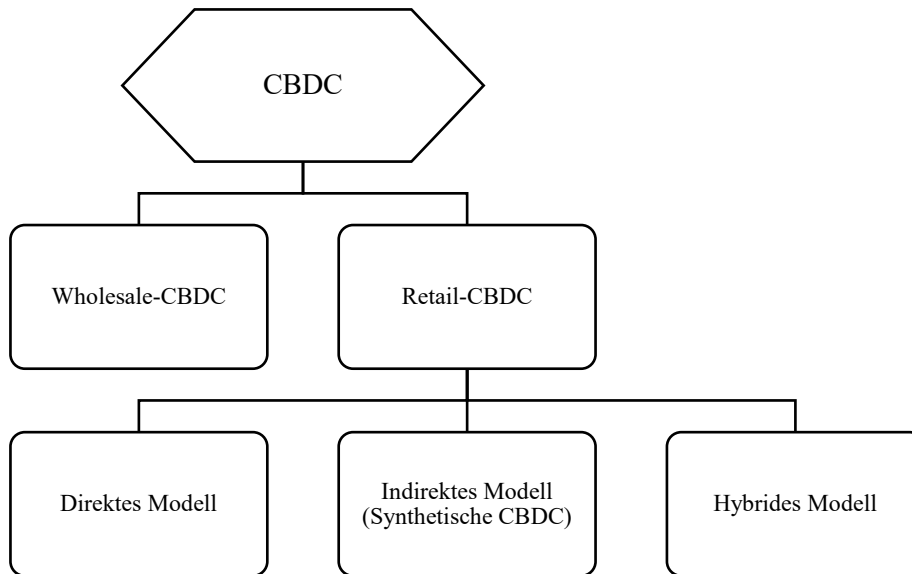 CBDC
Wholesale-CBDC
Retail-CBDC
Direktes Modell
Indirektes Modell
(Synthetische CBDC)
Hybrides Modell